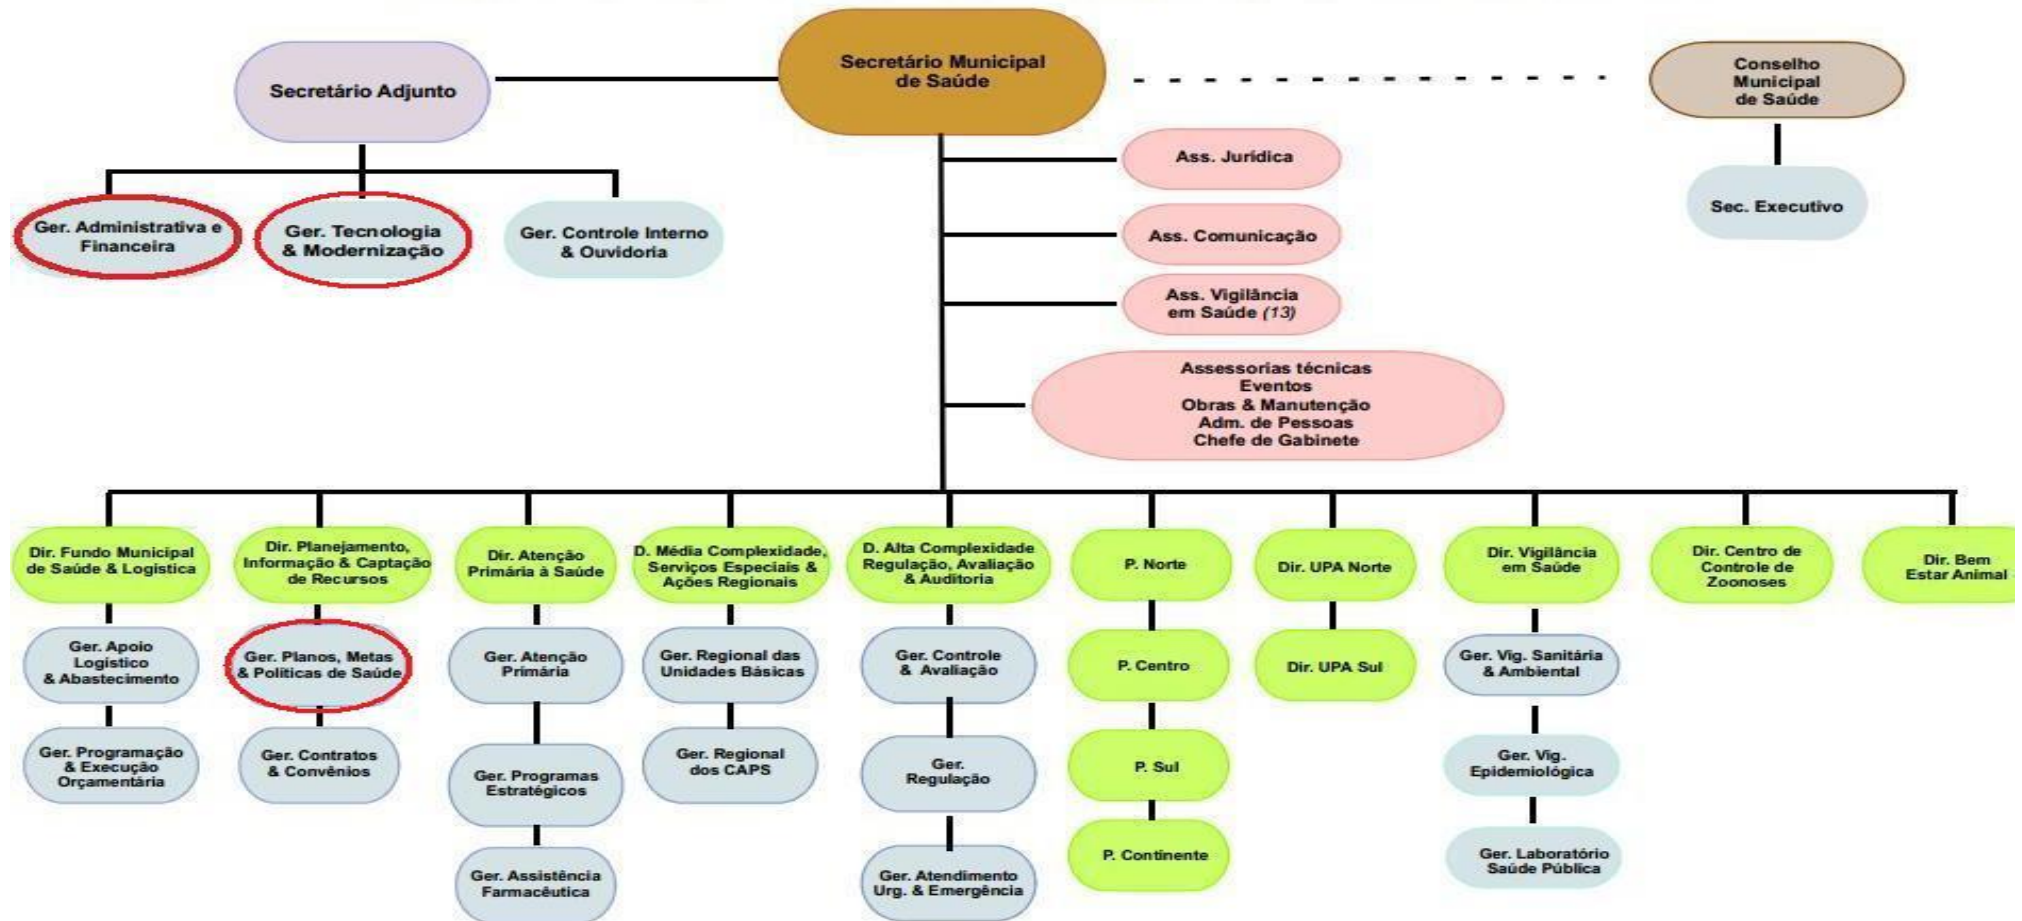 Secretário Municipal
de Saúde
Secretário Adjunto
Conselho
Municipal
de Saúde
Ass. Jurídica
Sec. Executivo
Ger. Administrativa e
Financeira
Ger. Tecnologia
& Modernização
Ger. Controle Interno
& Ouvidoria
Ass. Comunicação
Ass. Vigilância
em Saúde (13)
Assessorias técnicas
Eventos
Obras & Manutenção
Adm. de Pessoas
Chefe de Gabinete
Dir. Fundo Municipal
de Saúde & Logística
Dir. Planejamento,
Informação & Captação
de Recursos
Dir. Atenção
Primária à Saúde
D. Média Complexidade,
Serviços Especiais &
Ações Regionais
D. Alta Complexidade
Regulação, Avaliação
& Auditoria
P. Norte
Dir. UPA Norte
Dir. Vigilância
em Saúde
Dir. Centro de
Controle de
Zoonoses
Dir. Bem
Estar Animal
Ger. Apoio
Logístico
& Abastecimento
Ger. Planos, Metas
& Políticas de Saúde
Ger. Atenção
Primária
Ger. Regional das
Unidades Básicas
Ger. Controle
& Avaliação
P. Centro
Dir. UPA Sul
Ger. Vig. Sanitária
& Ambiental
Ger. Programação
& Execução
Orçamentária
Ger. Contratos
& Convênios
Ger. Programas
Estratégicos
Ger. Regional
dos CAPS
Ger.
Regulação
P. Sul
Ger. Vig.
Epidemiológica
Ger. Assistência
Farmacêutica
Ger. Atendimento
Urg. & Emergência
P. Continente
Ger. Laboratório
Saúde Pública